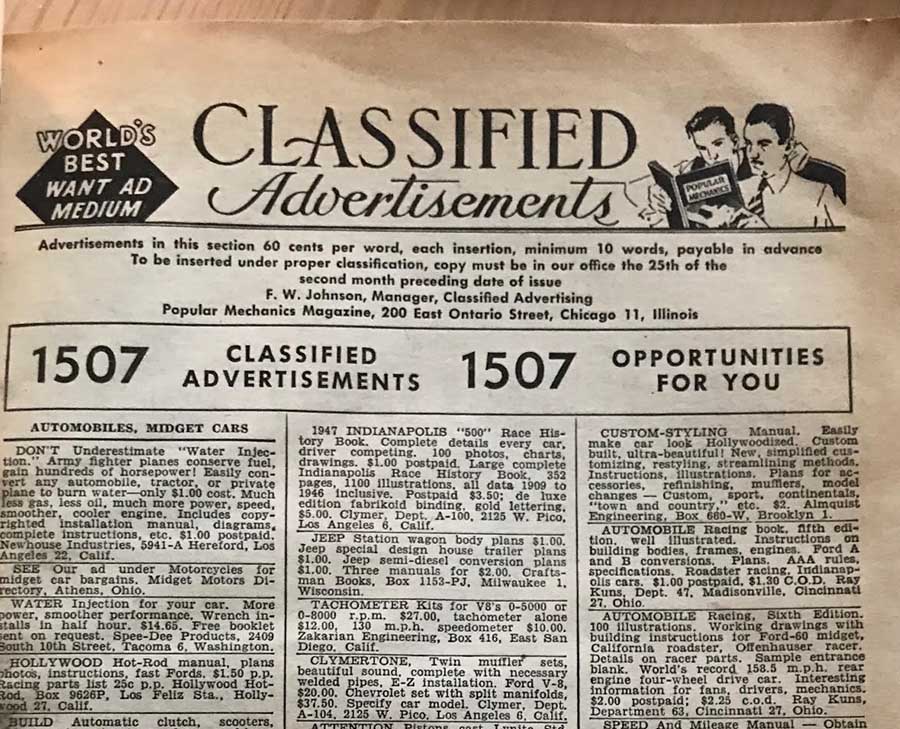 WORLD'S
BEST
WANT AD
MEDIUM
CLASSIFIED
Advertisements
POPULAR
MECHANICS
Advertisements in this section 60 cents per word, each insertion, minimum 10 words, payable in advance
To be inserted under proper classification, copy must be in our office the 25th of the
second month preceding date of issue
F. W. Johnson, Manager, Classified Advertising
Popular Mechanics Magazine, 200 East Ontario Street, Chicago 11, Illinois
1507 CLASSIFIED ADVERTISEMENTS
1507 OPPORTUNITIES FOR YOU
AUTOMOBILES, MIDGET CARS
DON'T Underestimate "Water Injec-
tion." Army fighter planes conserve fuel,
gain hundreds of horsepower! Easily con-
vert any automobile, tractor, or private
plane to burn water—only $1.00 cost. Much
less gas, less oil, much more power, speed,
smoother, cooler engine. Includes copy-
righted installation manual, diagrams,
complete instructions, etc. $1.00 postpaid.
Newhouse Industries, 5941-A Hereford, Los
Angeles 22, Calif.
SEE Our ad under Motorcycles for
midget car bargains. Midget Motors Di-
rectory, Athens, Ohio.
WATER Injection for your car. More
power, smoother performance. Wrench in-
stalls in half hour. $14.65. Free booklet
sent on request. Spee-Dee Products, 2409
South 10th Street, Tacoma 6, Washington.
HOLLYWOOD Hot-Rod manual, plans
photos, instructions, fast Fords, $1.50 p.p.
Racing parts list 25c p.p. Hollywood Hot-
Rod, Box 9626P, Los Feliz Sta., Holly-
wood 27, Calif.
BUILD Automatic clutch, scooters,
1947 INDIANAPOLIS "500" Race His-
tory Book. Complete details every car,
driver competing. 100 photos, charts,
drawings. $1.00 postpaid. Large complete
Indianapolis Race History Book, 352
pages, 1100 illustrations, all data 1909 to
1946 inclusive. Postpaid $3.50; de luxe
edition fabrikoid binding, gold lettering,
$5.00. Clymer, Dept. A-100, 2125 W. Pico,
Los Angeles 6, Calif.
JEEP Station wagon body plans $1.00.
Jeep special design house trailer plans
$1.00. Jeep semi-diesel conversion plans
$1.00. Three manuals for $2.00. Crafts-
man Books, Box 1153-PJ, Milwaukee 1,
Wisconsin.
TACHOMETER Kits for V8's 0-5000 or
0-8000 r.p.m. $27.00, tachometer alone
$12.00, 130 m.p.h. speedometer $10.00.
Zakarian Engineering, Box 416, East San
Diego, Calif.
CLYMERTONE, Twin muffler sets,
beautiful sound, complete with necessary
welded pipes, E-Z installation. Ford V-8,
$20.00. Chevrolet set with split manifolds,
$37.50. Specify car model. Clymer, Dept.
A-104, 2125 W. Pico, Los Angeles 6, Calif.
ATTENTION Pistons cast
CUSTOM-STYLING Manual. Easily
make car look Hollywoodized. Custom
built, ultra-beautiful! New, simplified cus-
tomizing, restyling, streamlining methods.
Instructions, illustrations. Plans for ac-
cessories, refinishing, mufflers, model
changes — Custom, sport, continentals,
"town and country," etc. $2. Almquist
Engineering, Box 689-W, Brooklyn 1.
AUTOMOBILE Racing book, fifth edi-
tion, well illustrated. Instructions on
building bodies, frames, engines. Ford A
and B conversions. Plans. AAA rules,
specifications. Roadster racing, Indianap-
olis cars. $1.00 postpaid, $1.30 C.O.D. Ray
Kuns, Dept. 47, Madisonville, Cincinnati
27, Ohio.
AUTOMOBILE Racing, Sixth Edition.
100 illustrations. Working drawings with
building instructions for Ford-60 midget,
California roadster, Offenhauser racer.
Details on racer parts. Sample entrance
blank. World's record 158.5 m.p.h. rear
engine four-wheel drive car. Interesting
information for fans, drivers, mechanics.
$2.00 postpaid; $2.25 c.o.d. Ray Kuns,
Department 63, Cincinnati 27, Ohio.
SPEED And Mileage Manual — Obtain